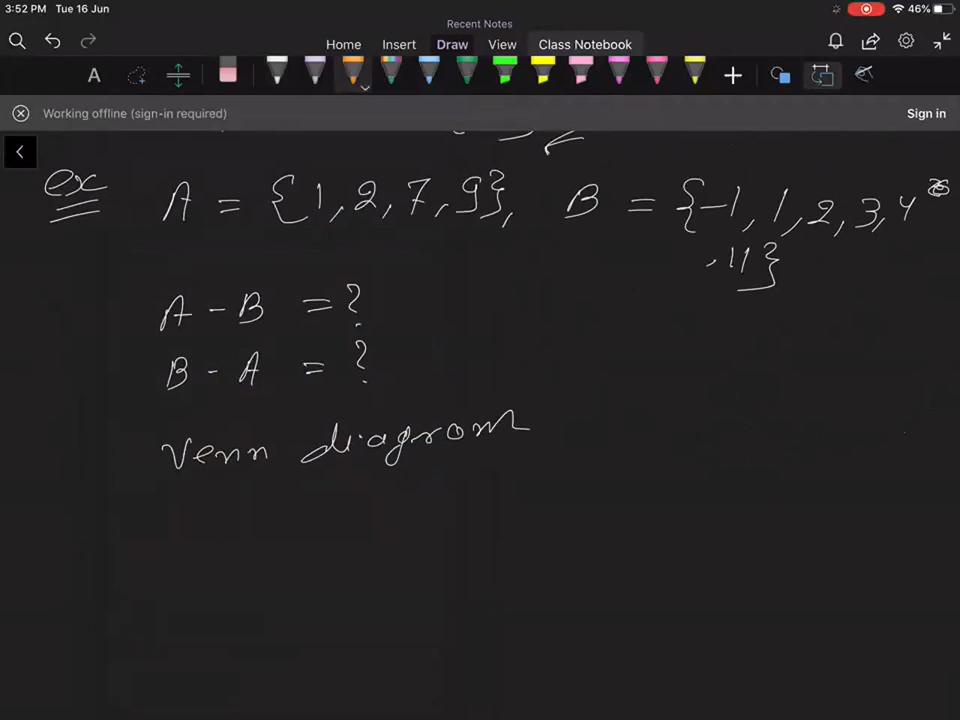 3:52 PM Tue 16 Jun 46%
Recent Notes
Home Insert Draw View Class Notebook
A
Working offline (sign-in required) Sign in
ex A = {1, 2, 7, 9}, B = {-1, 1, 2, 3, 4
, 11}
A - B = ?
B - A = ?
Venn diagram